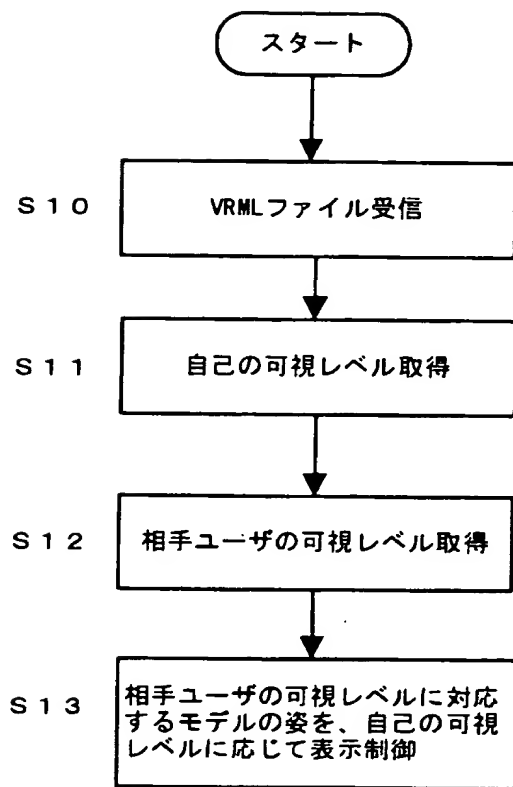 スタート
S10
VRMLファイル受信
S11
自己の可視レベル取得
S12
相手ユーザの可視レベル取得
S13
相手ユーザの可視レベルに対応
するモデルの姿を、自己の可視
レベルに応じて表示制御